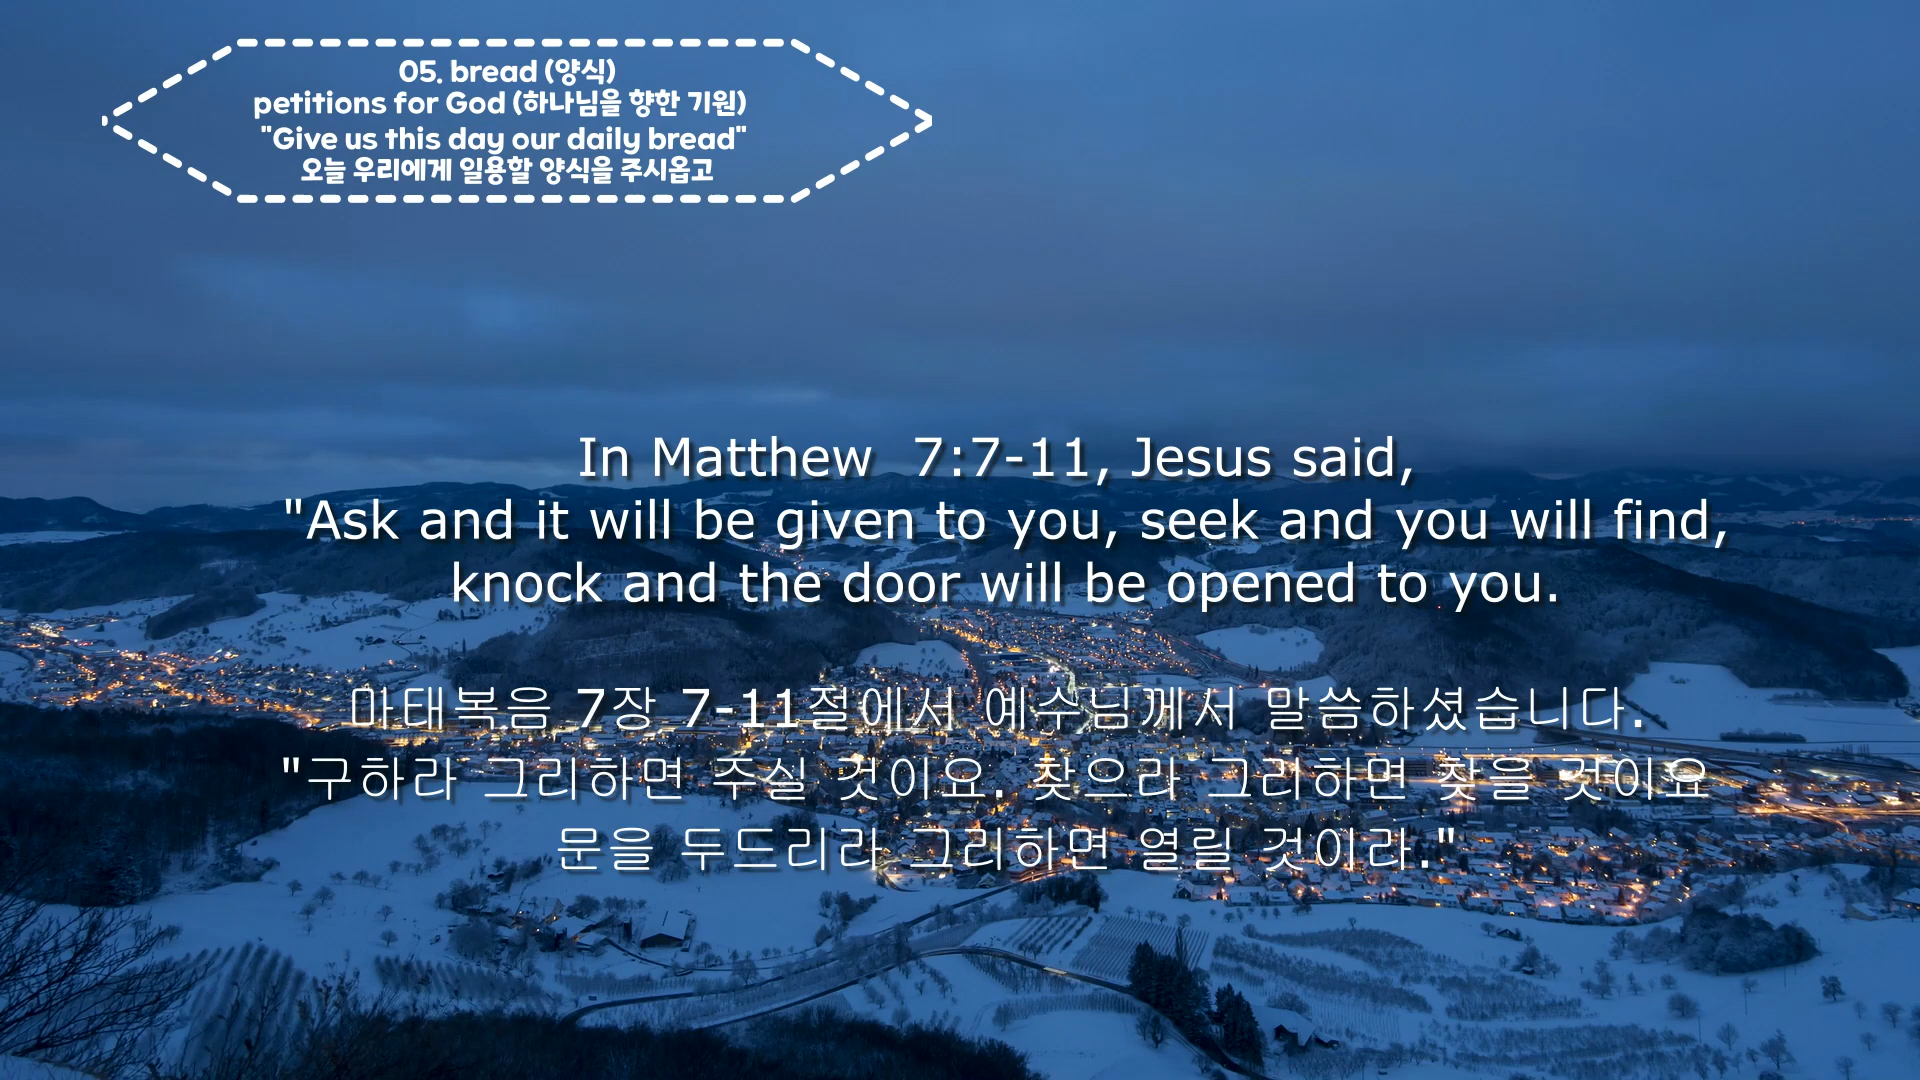 05. bread (양식)
petitions for God (하나님을 향한 기원)
"Give us this day our daily bread"
오늘 우리에게 일용할 양식을 주시옵고
In Matthew  7:7-11, Jesus said,
"Ask and it will be given to you, seek and you will find,
knock and the door will be opened to you.
마태복음 7장 7-11절에서 예수님께서 말씀하셨습니다.
"구하라 그리하면 주실 것이요. 찾으라 그리하면 찾을 것이요
문을 두드리라 그리하면 열릴 것이라."